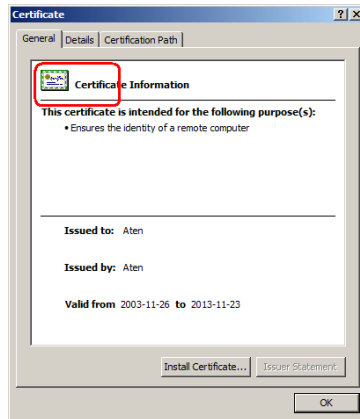 Certificate
General Details Certification Path
Certificate Information
This certificate is intended for the following purpose(s):
• Ensures the identity of a remote computer
Issued to: Aten
Issued by: Aten
Valid from 2003-11-26 to 2013-11-23
Install Certificate... Issuer Statement
OK